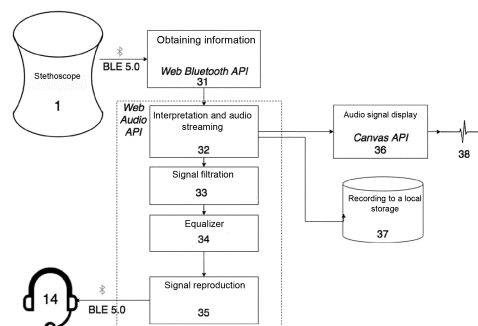 Stethoscope
1
BLE 5.0
Obtaining information
Web Bluetooth API
31
Web
Audio
API
Interpretation and audio
streaming
32
Audio signal display
Canvas API
36
38
Signal filtration
33
Recording to a local
storage
37
Equalizer
34
Signal reproduction
35
14
BLE 5.0